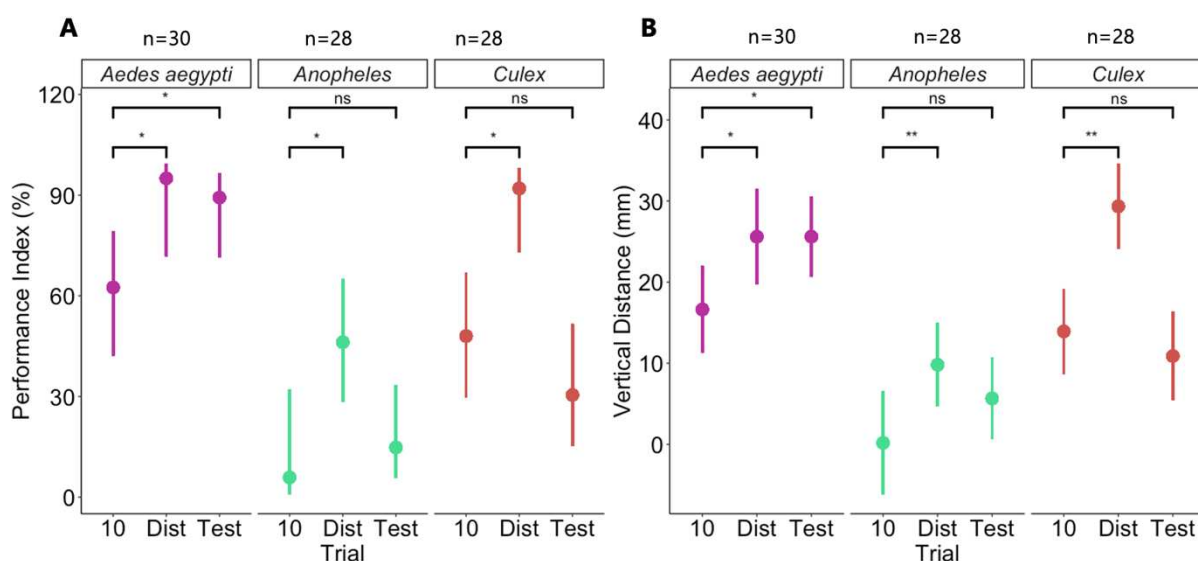 A
n=30
n=28
n=28
Aedes aegypti
Anopheles
Culex
Performance Index (%)
120
90
60
30
0
*
*
ns
*
ns
*
10 Dist Test
10 Dist Test
10 Dist Test
Trial
B
n=30
n=28
n=28
Aedes aegypti
Anopheles
Culex
Vertical Distance (mm)
40
30
20
10
0
*
*
ns
**
ns
**
10 Dist Test
10 Dist Test
10 Dist Test
Trial